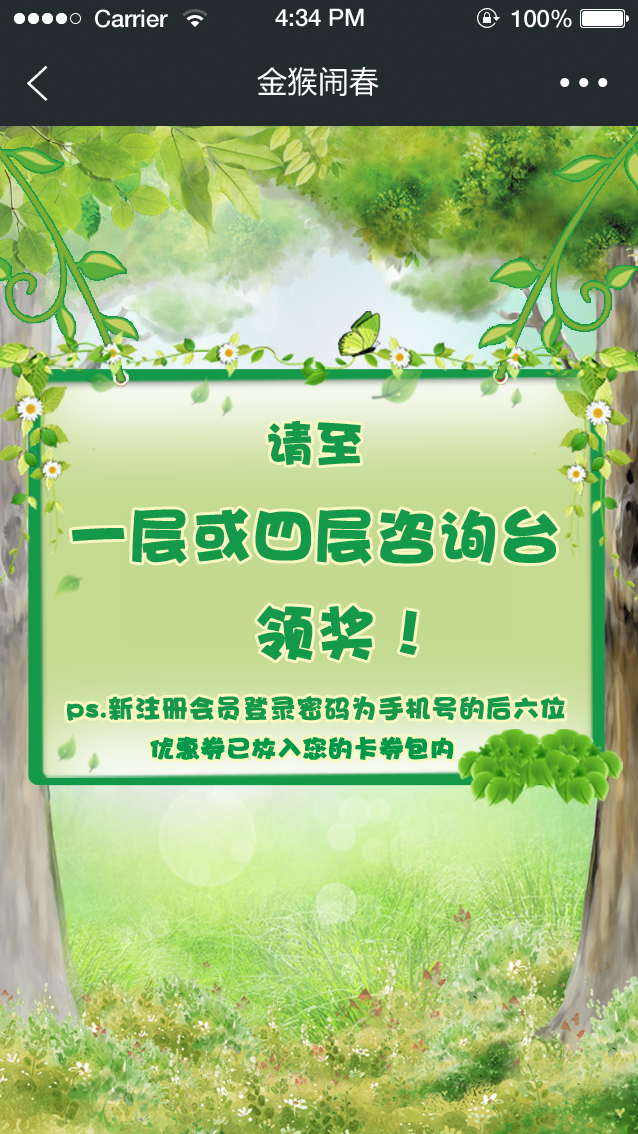 Carrier 4:34 PM 100%
金猴闹春
请至
一层或四层咨询台
领奖！
ps.新注册会员登录密码为手机号的后六位
优惠券已放入您的卡券包内